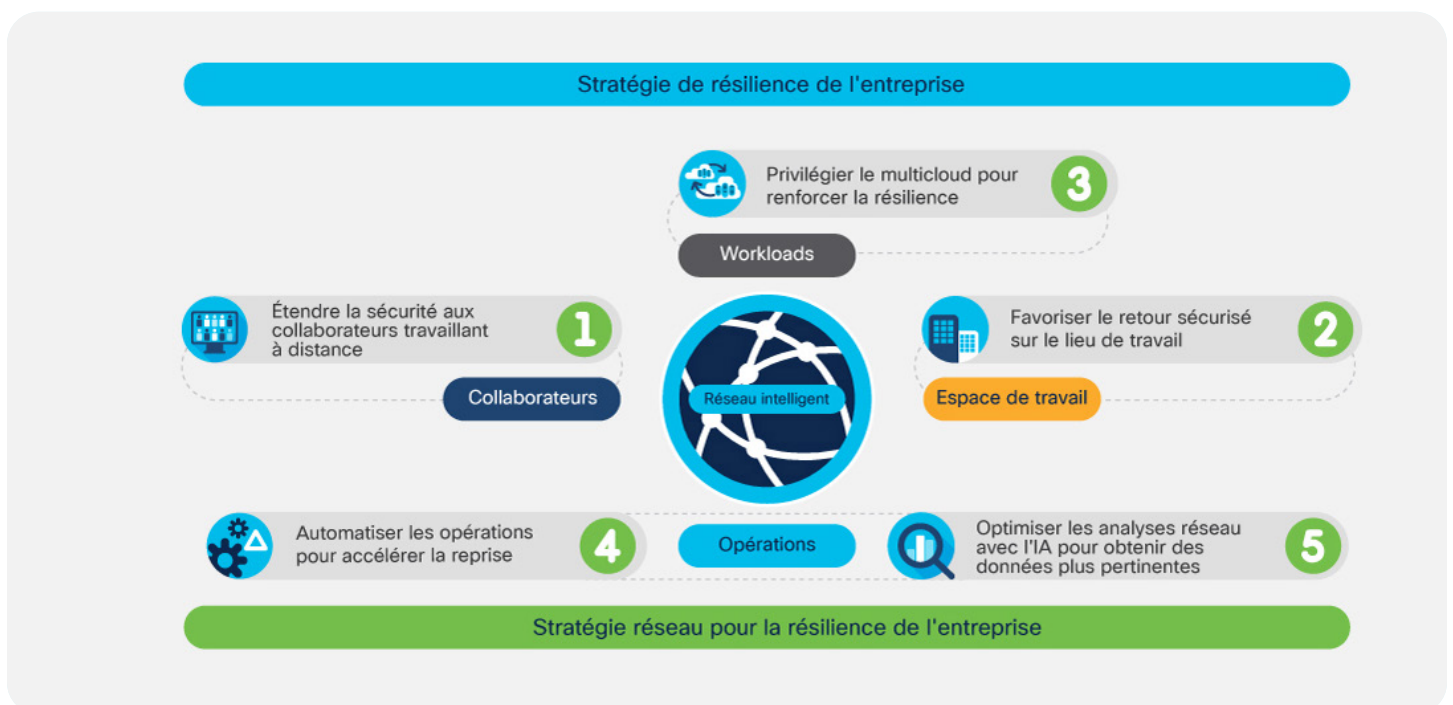 Stratégie de résilience de l'entreprise
Privilégier le multicloud pour
renforcer la résilience
3
Workloads
Étendre la sécurité aux
collaborateurs travaillant
à distance
1
Collaborateurs
Réseau intelligent
Favoriser le retour sécurisé
sur le lieu de travail
2
Espace de travail
Automatiser les opérations
pour accélérer la reprise
4
Opérations
Optimiser les analyses réseau
avec l'IA pour obtenir des
données plus pertinentes
5
Stratégie réseau pour la résilience de l'entreprise